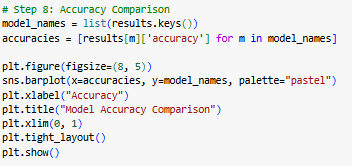 # Step 8: Accuracy Comparison
model_names = list(results.keys())
accuracies = [results[m]['accuracy'] for m in model_names]

plt.figure(figsize=(8, 5))
sns.barplot(x=accuracies, y=model_names, palette="pastel")
plt.xlabel("Accuracy")
plt.title("Model Accuracy Comparison")
plt.xlim(0, 1)
plt.tight_layout()
plt.show()